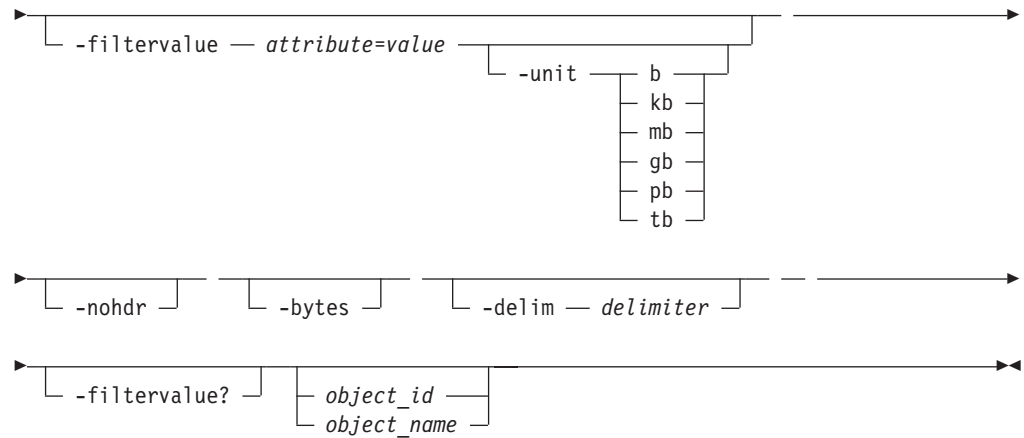 -filtervalue attribute=value
-unit b
kb
mb
gb
pb
tb
-nohdr -bytes -delim delimiter
-filtervalue? object_id
object_name